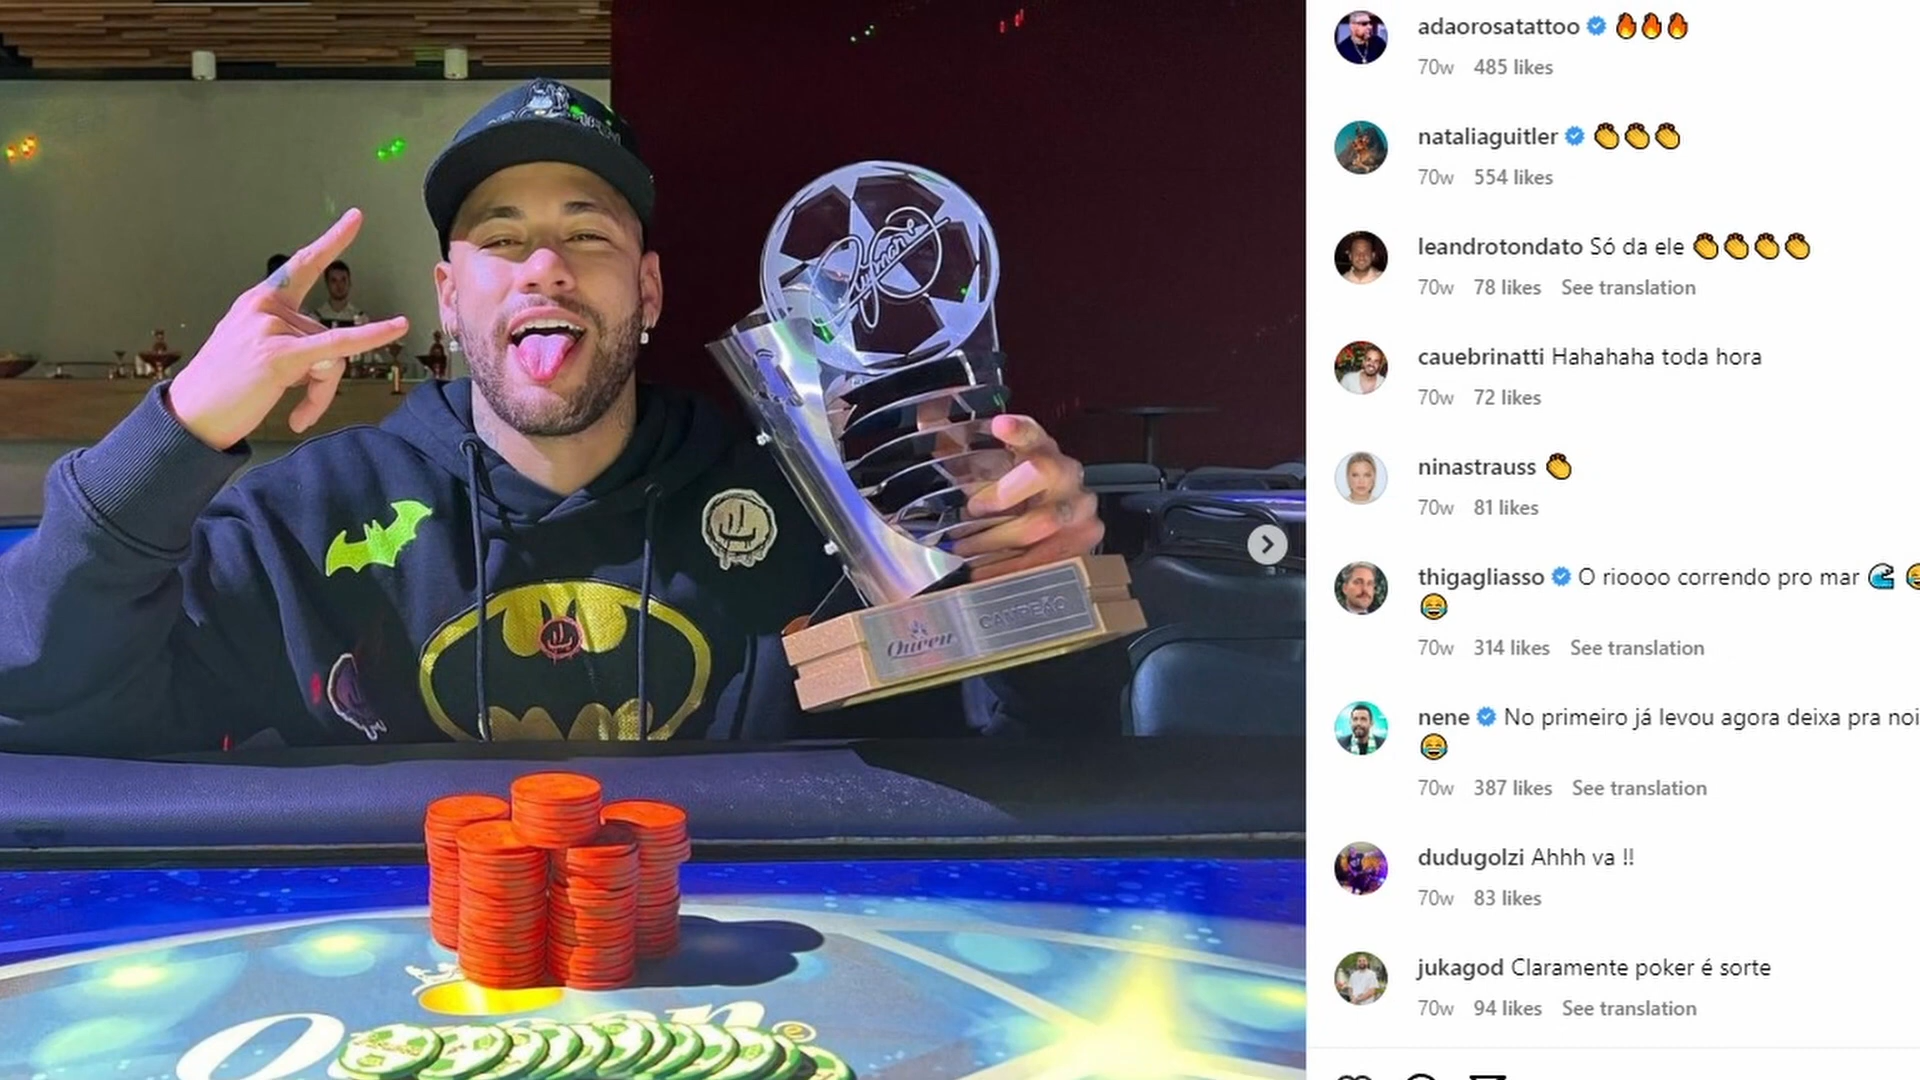 adaorosatattoo 🔥🔥🔥
70w 485 likes
nataliaguitler 👏👏👏
70w 554 likes
leandrotondato Só da ele 👏👏👏👏
70w 78 likes See translation
cauebrinatti Hahahaha toda hora
70w 72 likes
ninastrauss 👏
70w 81 likes
thigagliasso O rioooo correndo pro mar 🌊 😂
😂
70w 314 likes See translation
nene No primeiro já levou agora deixa pra noi
😂
70w 387 likes See translation
dudugolzi Ahhh va !!
70w 83 likes
jukagod Claramente poker é sorte
70w 94 likes See translation
Queen CAMPEÃO